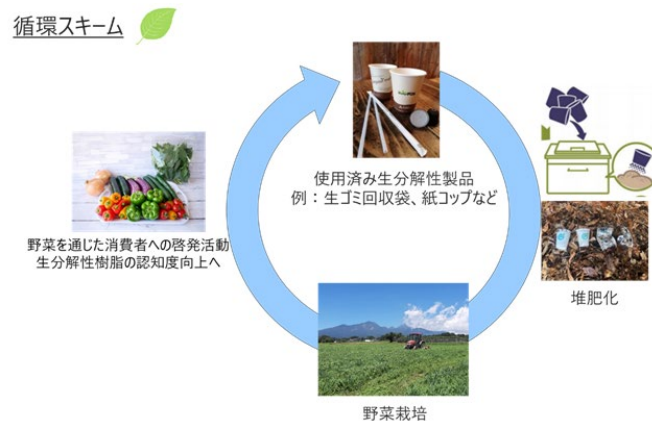 循環スキーム
使用済み生分解性製品
例：生ゴミ回収袋、紙コップなど
堆肥化
野菜栽培
野菜を通じた消費者への啓発活動
生分解性樹脂の認知度向上へ